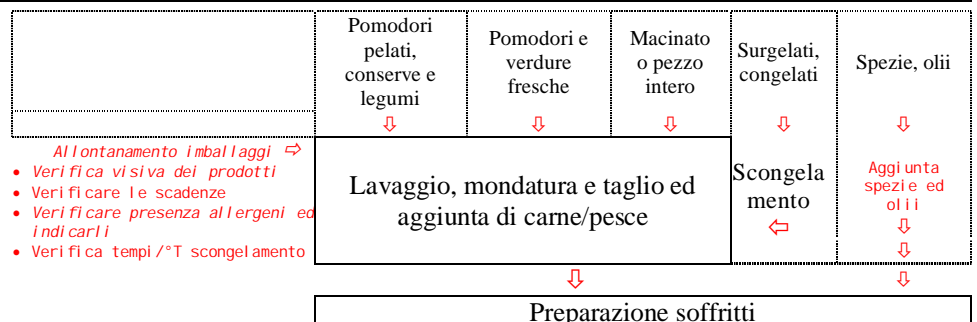 Pomodori
pelati,
conserve e
legumi
Pomodori e
verdure
fresche
Macinato
o pezzo
intero
Surgelati,
congelati
Spezie, olii
⇩ ⇩ ⇩ ⇩ ⇩
Allontanamento imballaggi ⇨
• Verifica visiva dei prodotti
• Verificare le scadenze
• Verificare presenza allergeni ed
indicarli
• Verifica tempi/°T scongelamento
Lavaggio, mondatura e taglio ed
aggiunta di carne/pesce
Scongela
mento
⇦
Aggiunta
spezie ed
olii
⇩
⇩
⇩ ⇩
Preparazione soffritti